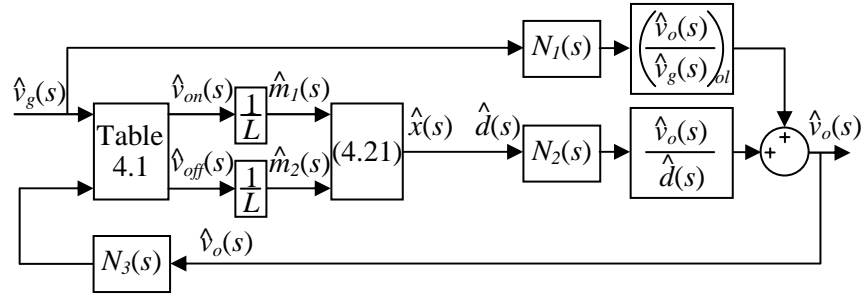 N₁(s)
(v̂ₒ(s)/v̂g(s))ol
v̂g(s)
Table
4.1
v̂on(s)
1/L
m̂₁(s)
v̂off(s)
1/L
m̂₂(s)
(4.21)
x̂(s)
d̂(s)
N₂(s)
v̂ₒ(s)/d̂(s)
+
+
v̂ₒ(s)
N₃(s)
v̂ₒ(s)